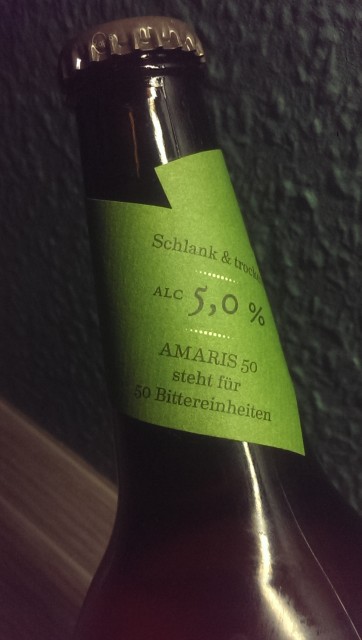 Schlank & trock
ALC 5,0 %
AMARIS 50
steht für
50 Bittereinheiten